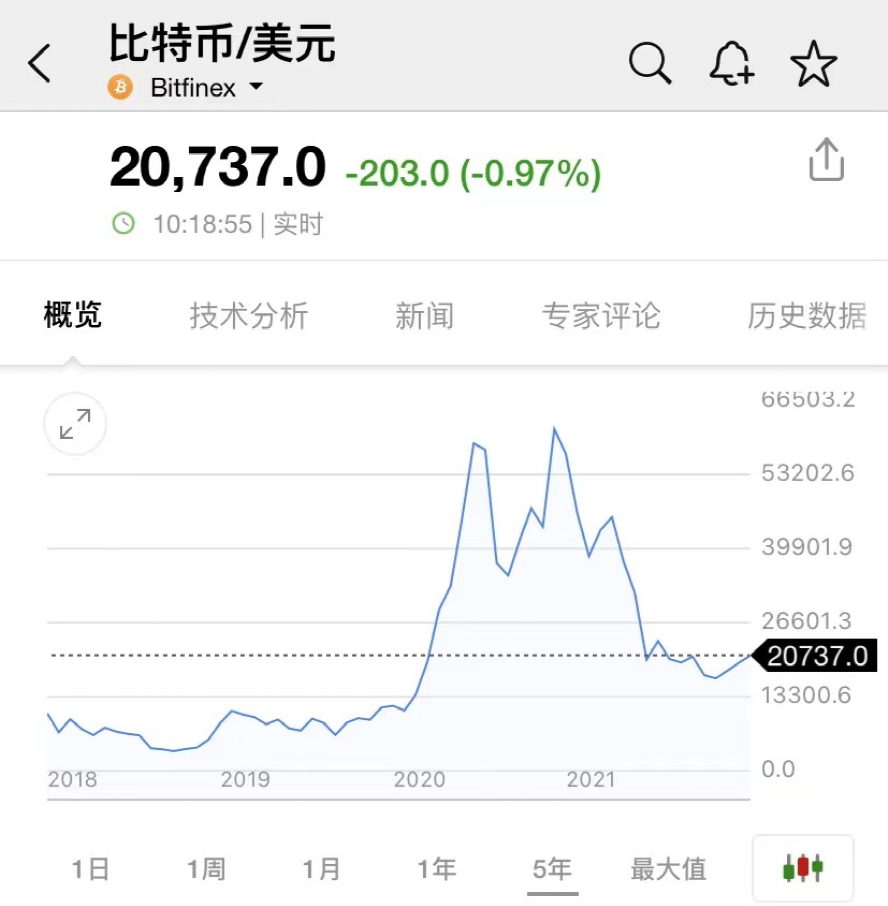 比特币/美元
Bitfinex
20,737.0 -203.0 (-0.97%)
10:18:55 | 实时
概览 技术分析 新闻 专家评论 历史数据
66503.2
53202.6
39901.9
26601.3
20737.0
13300.6
0.0
2018 2019 2020 2021
1日 1周 1月 1年 5年 最大值